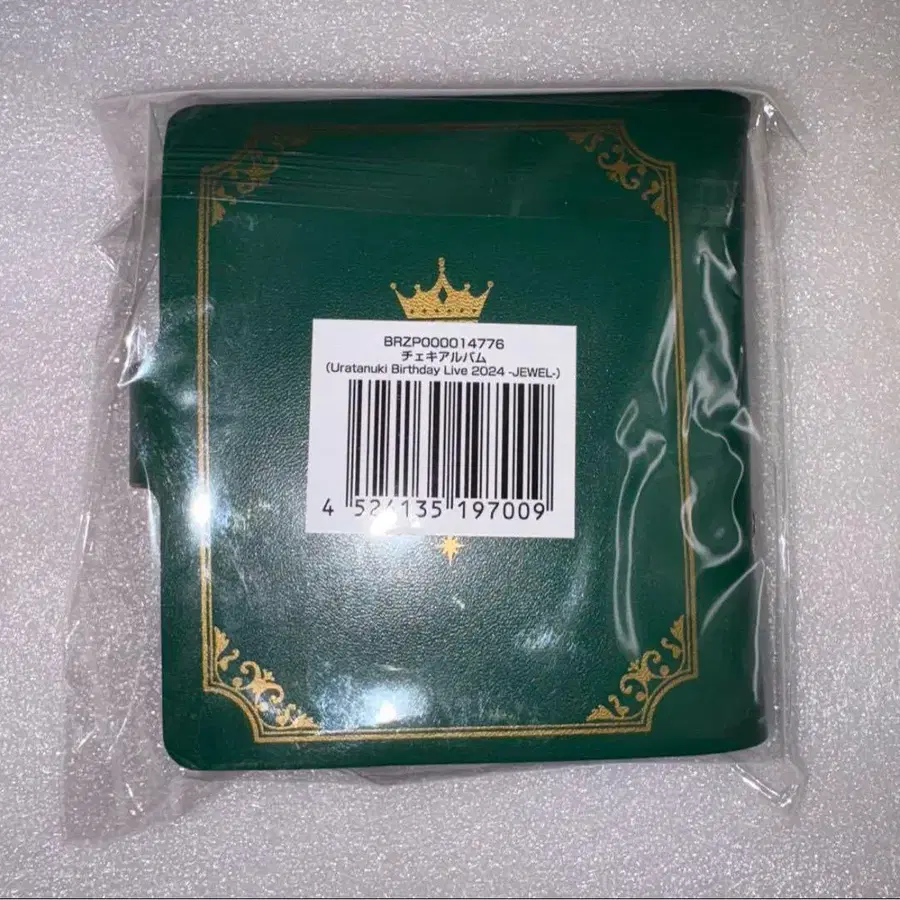 BRZP000014776
チェキアルバム
(Uratanuki Birthday Live 2024 -JEWEL-)
4 524135 197009